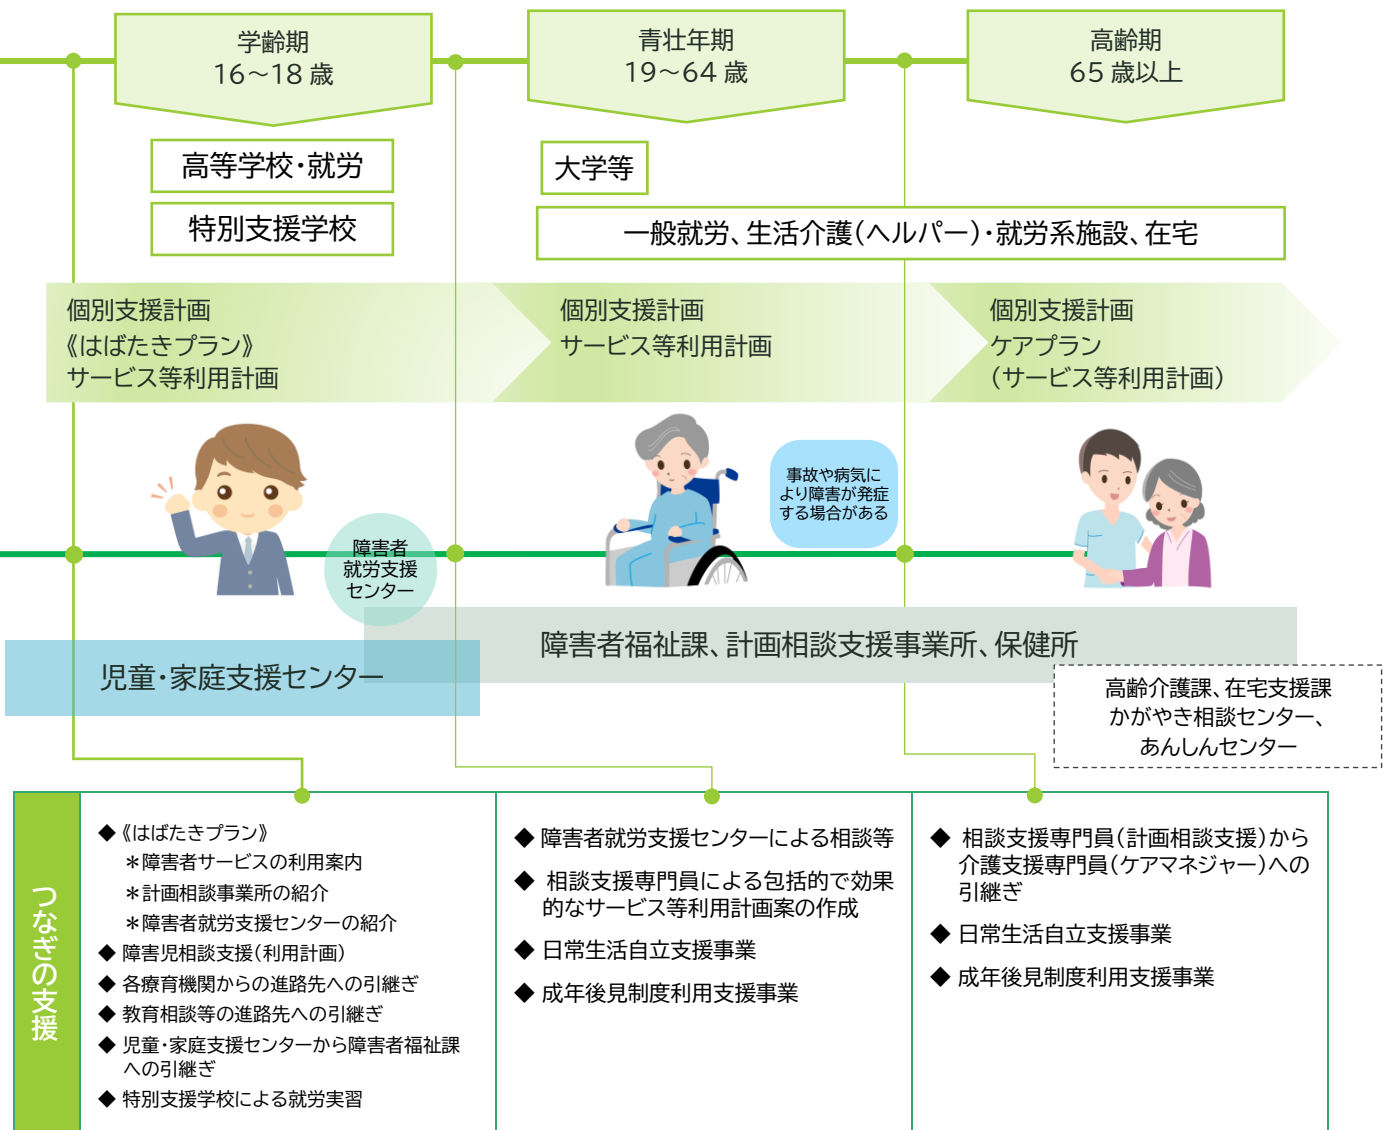 学齢期
16～18歳
青壮年期
19～64歳
高齢期
65歳以上
高等学校・就労
特別支援学校
大学等
一般就労、生活介護(ヘルパー)・就労系施設、在宅
個別支援計画
《はばたきプラン》
サービス等利用計画
個別支援計画
サービス等利用計画
個別支援計画
ケアプラン
(サービス等利用計画)
事故や病気に
より障害が発症
する場合がある
障害者
就労支援
センター
障害者福祉課、計画相談支援事業所、保健所
児童・家庭支援センター
高齢介護課、在宅支援課
かがやき相談センター、
あんしんセンター
つなぎの支援
◆《はばたきプラン》
＊障害者サービスの利用案内
＊計画相談事業所の紹介
＊障害者就労支援センターの紹介
◆ 障害児相談支援(利用計画)
◆ 各療育機関からの進路先への引継ぎ
◆ 教育相談等の進路先への引継ぎ
◆ 児童・家庭支援センターから障害者福祉課
への引継ぎ
◆ 特別支援学校による就労実習
◆ 障害者就労支援センターによる相談等
◆ 相談支援専門員による包括的で効果
的なサービス等利用計画案の作成
◆ 日常生活自立支援事業
◆ 成年後見制度利用支援事業
◆ 相談支援専門員(計画相談支援)から
介護支援専門員(ケアマネジャー)への
引継ぎ
◆ 日常生活自立支援事業
◆ 成年後見制度利用支援事業